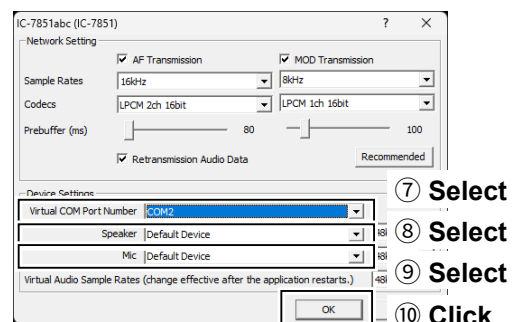 IC-7851abc (IC-7851) ? ×
Network Setting
AF Transmission MOD Transmission
Sample Rates 16kHz 8kHz
Codecs LPCM 2ch 16bit LPCM 1ch 16bit
Prebuffer (ms) 80 100
Retransmission Audio Data Recommended
Device Settings
Virtual COM Port Number COM2 ⑦ Select
Speaker Default Device ⑧ Select
Mic Default Device ⑨ Select
Virtual Audio Sample Rates (change effective after the application restarts.)
OK ⑩ Click